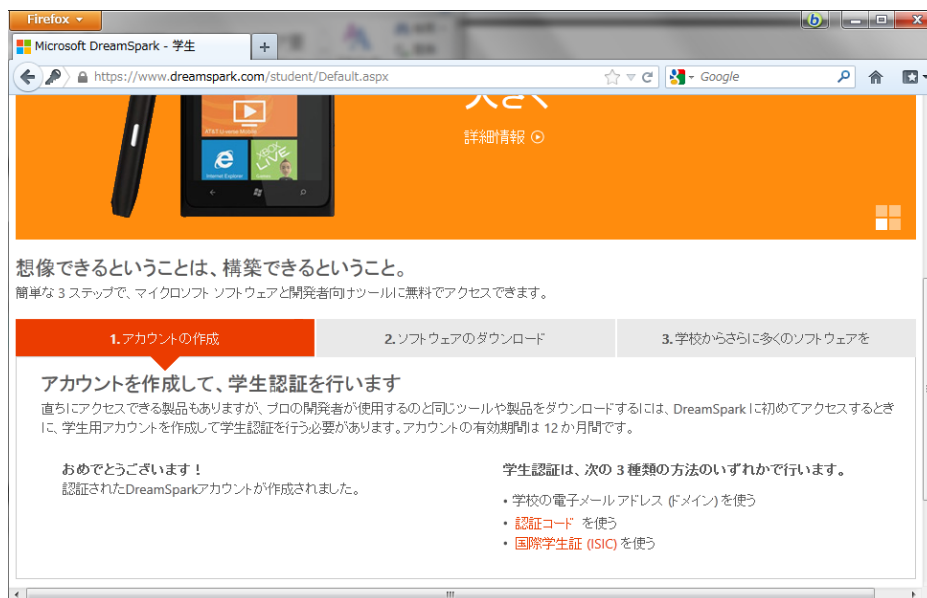 Firefox
Microsoft DreamSpark - 学生
https://www.dreamspark.com/student/Default.aspx
Google
大きく
詳細情報
AT&T U-verse Mobile
Internet Explorer
XBOX LIVE
Games
想像できるということは、構築できるということ。
簡単な 3 ステップで、マイクロソフト ソフトウェアと開発者向けツールに無料でアクセスできます。
1.アカウントの作成
2.ソフトウェアのダウンロード
3.学校からさらに多くのソフトウェアを
アカウントを作成して、学生認証を行います
直ちにアクセスできる製品もありますが、プロの開発者が使用するのと同じツールや製品をダウンロードするには、DreamSpark に初めてアクセスするとき
に、学生用アカウントを作成して学生認証を行う必要があります。アカウントの有効期間は 12 か月間です。
おめでとうございます！
認証されたDreamSparkアカウントが作成されました。
学生認証は、次の 3 種類の方法のいずれかで行います。
• 学校の電子メール アドレス (ドメイン) を使う
• 認証コード を使う
• 国際学生証 (ISIC) を使う